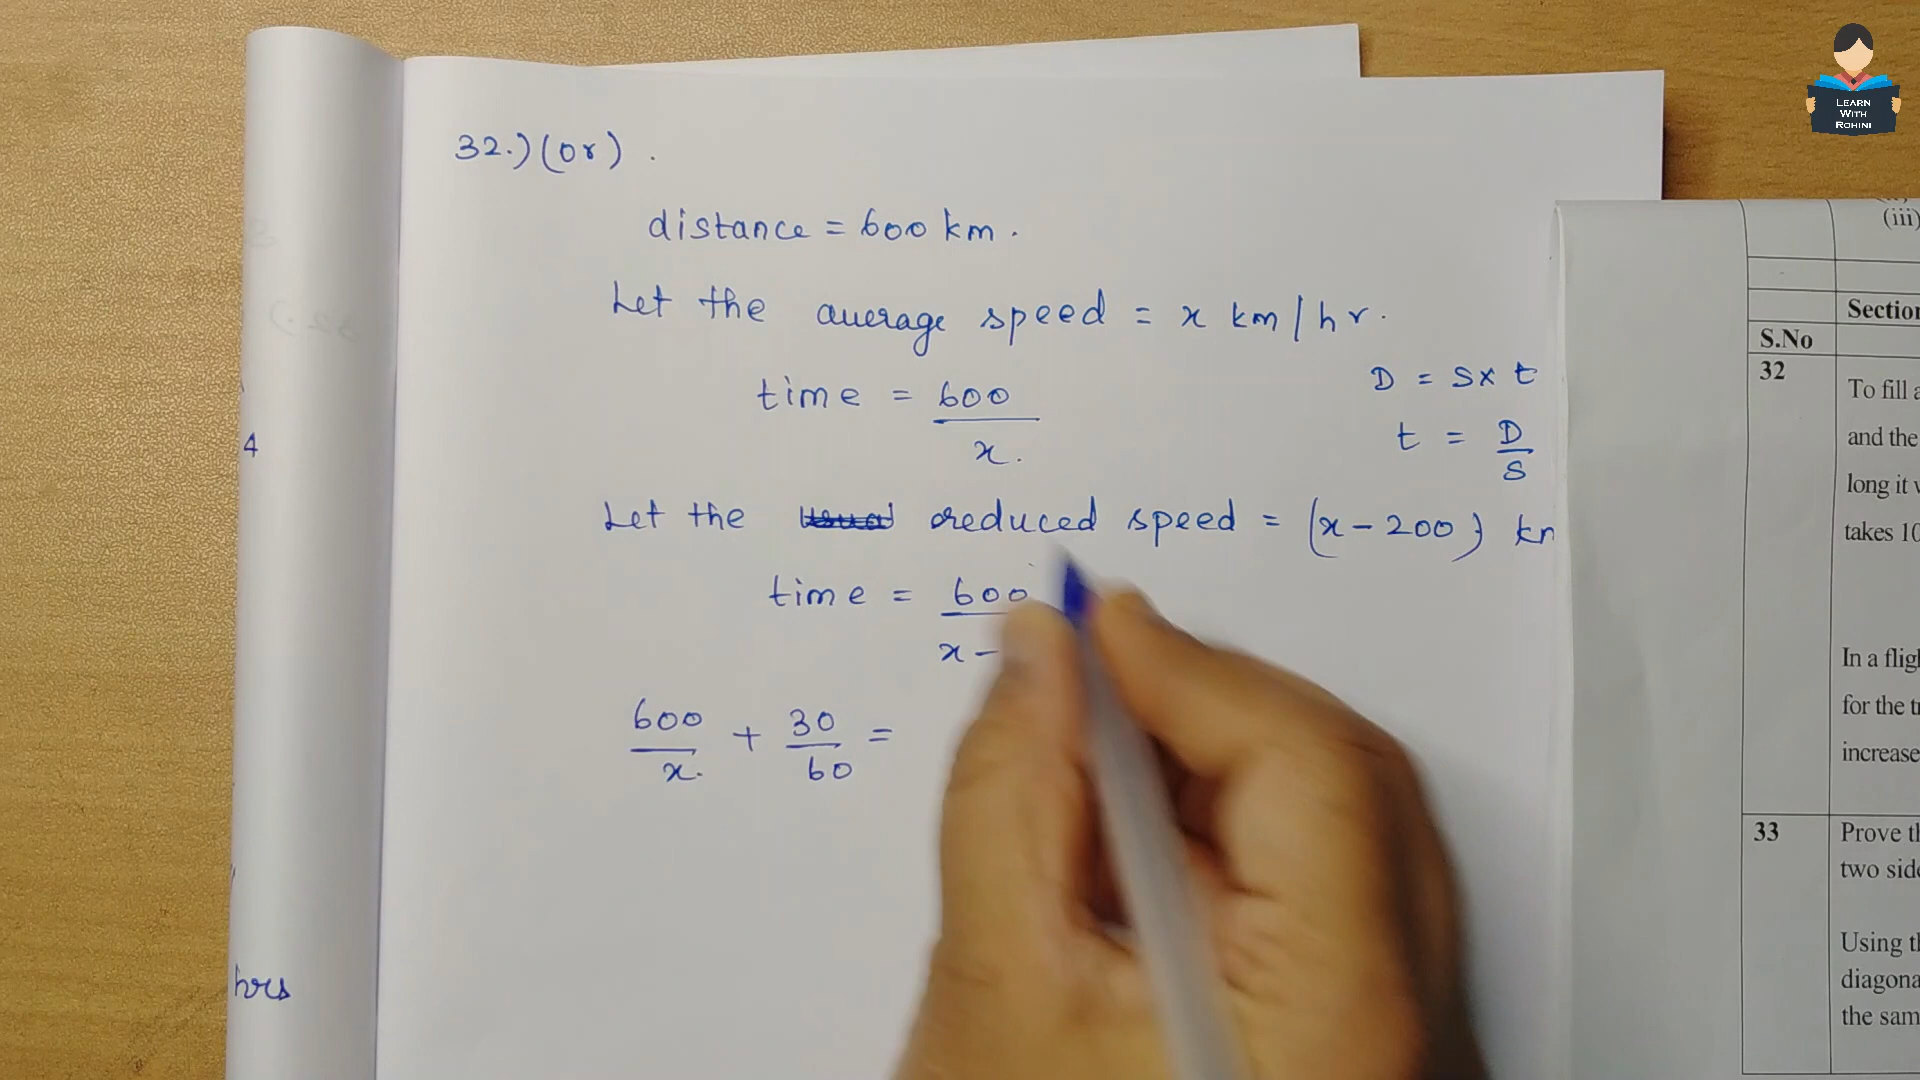 LEARN
WITH
ROHINI
32.) (or) .
distance = 600 km.
Let the average speed = x km/hr.
time = 600/x.
D = S x t
t = D/S
Let the usual reduced speed = (x - 200)
time = 600
x -
600/x. + 30/60 =
4
hrs
(iii)
Section
S.No
32
To fill a
and the
long it
takes 10
In a flig
for the
increase
33
Prove
two sid
Using
diagona
the sam